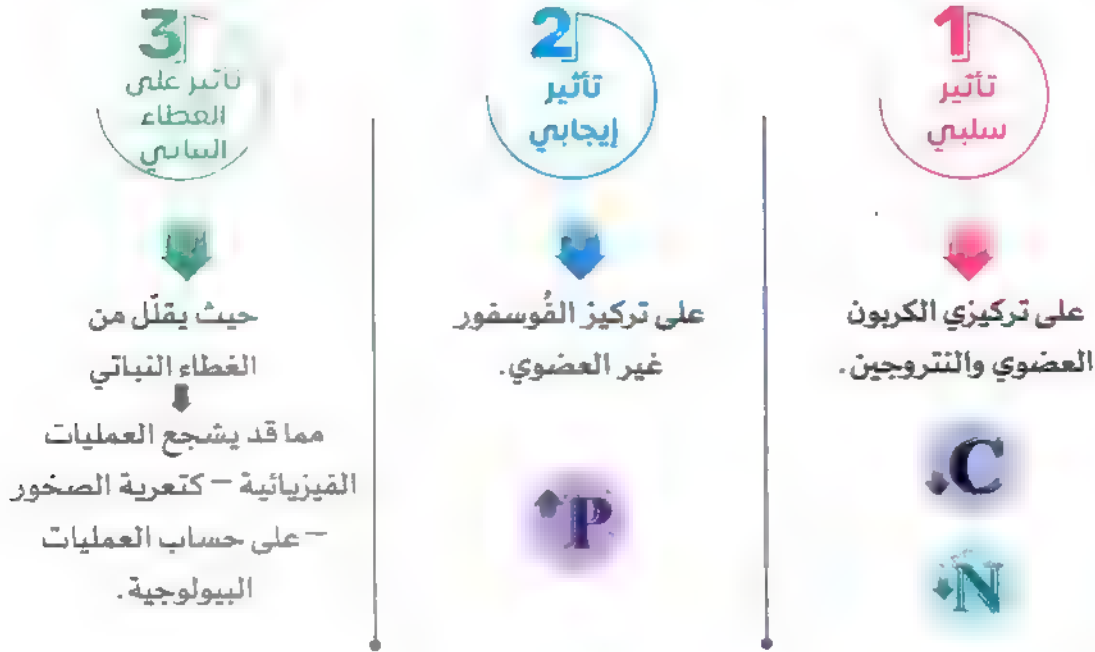 1
تأثير
سلبي
على تركيزي الكربون
العضوي والنتروجين.
C
N
2
تأثير
إيجابي
على تركيز الفُوسفور
غير العضوي.
P
3
تأثير على
الغطاء
النباتي
حيث يقلّل من
الغطاء النباتي
مما قد يشجع العمليات
الفيزيائية – كتعرية الصخور
– على حساب العمليات
البيولوجية.